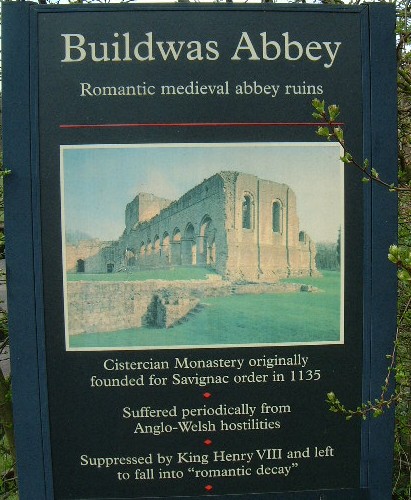 Buildwas Abbey
Romantic medieval abbey ruins
Cistercian Monastery originally
founded for Savignac order in 1135
Suffered periodically from
Anglo-Welsh hostilities
Suppressed by King Henry VIII and left
to fall into "romantic decay"